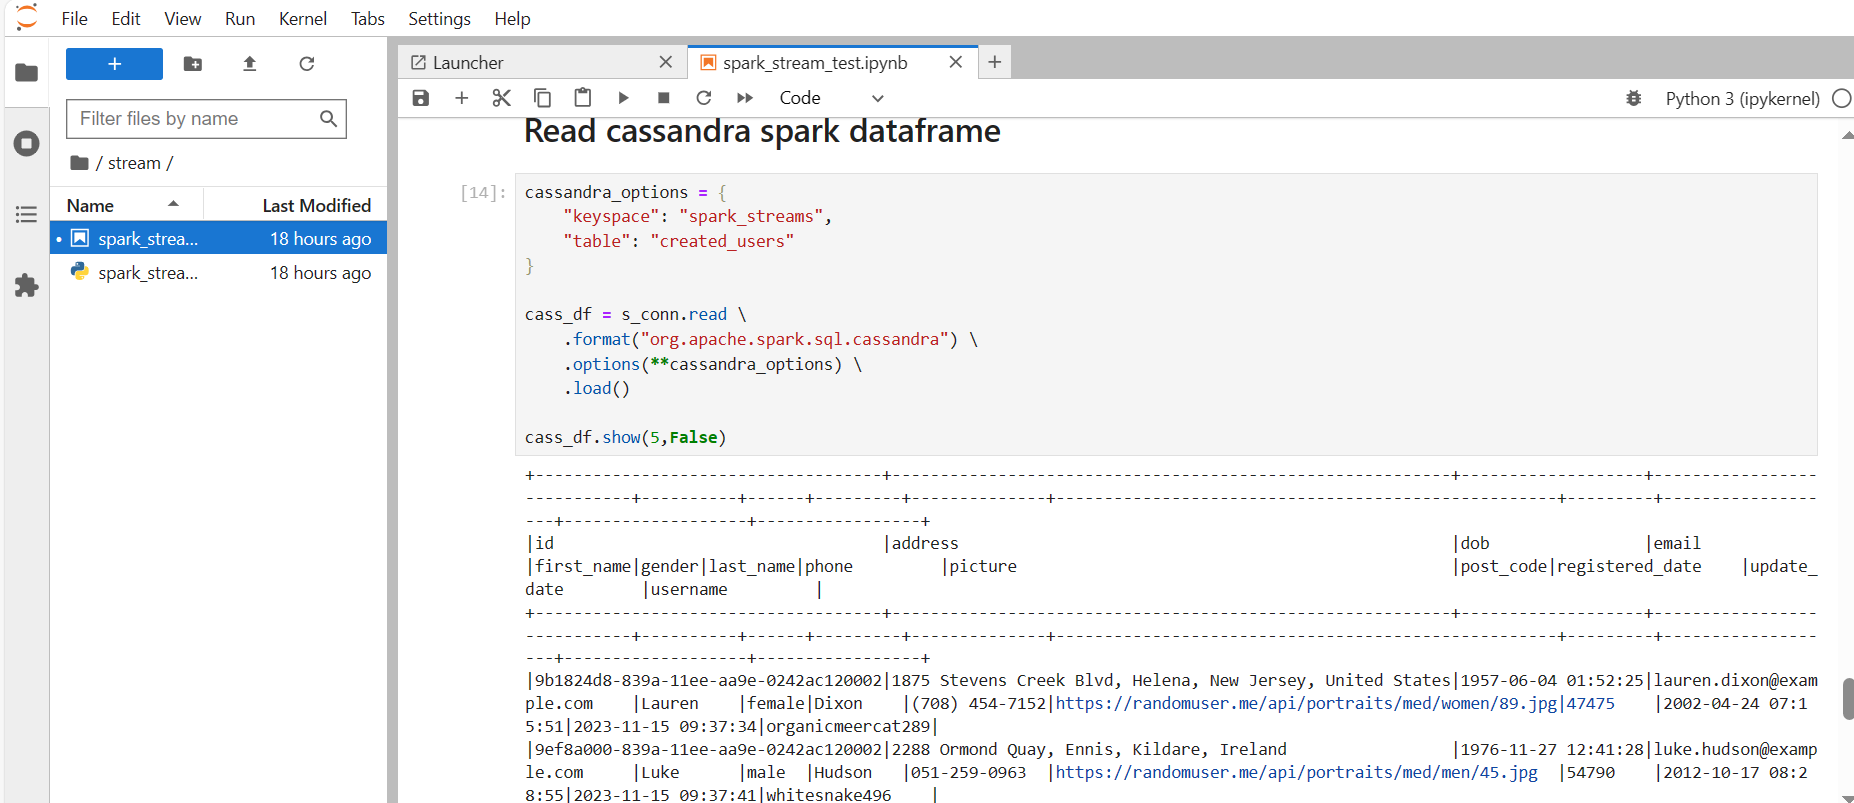 File Edit View Run Kernel Tabs Settings Help
+
Launcher
spark_stream_test.ipynb
Filter files by name
Code
Python 3 (ipykernel)
/ stream /
Name
Last Modified
spark_strea...
18 hours ago
spark_strea...
18 hours ago
Read cassandra spark dataframe
[14]:
cassandra_options = {
    "keyspace": "spark_streams",
    "table": "created_users"
}
cass_df = s_conn.read \
    .format("org.apache.spark.sql.cassandra") \
    .options(**cassandra_options) \
    .load()
cass_df.show(5,False)
+------------------------------------+----------------------------------------------------------+-------------------+-----------------
-----------+----------+------+---------+--------------+----------------------------------------------------+---------+-----------------
---+-------------------+-----------------+
|id                                  |address                                                   |dob                |email
|first_name|gender|last_name|phone         |picture                                             |post_code|registered_date    |update_
date        |username         |
+------------------------------------+----------------------------------------------------------+-------------------+-----------------
-----------+----------+------+---------+--------------+----------------------------------------------------+---------+-----------------
---+-------------------+-----------------+
|9b1824d8-839a-11ee-aa9e-0242ac120002|1875 Stevens Creek Blvd, Helena, New Jersey, United States|1957-06-04 01:52:25|lauren.dixon@exam
ple.com    |Lauren    |female|Dixon    |(708) 454-7152|https://randomuser.me/api/portraits/med/women/89.jpg|47475    |2002-04-24 07:1
5:51|2023-11-15 09:37:34|organicmeercat289|
|9ef8a000-839a-11ee-aa9e-0242ac120002|2288 Ormond Quay, Ennis, Kildare, Ireland                 |1976-11-27 12:41:28|luke.hudson@examp
le.com     |Luke      |male  |Hudson   |051-259-0963  |https://randomuser.me/api/portraits/med/men/45.jpg  |54790    |2012-10-17 08:2
8:55|2023-11-15 09:37:41|whitesnake496    |